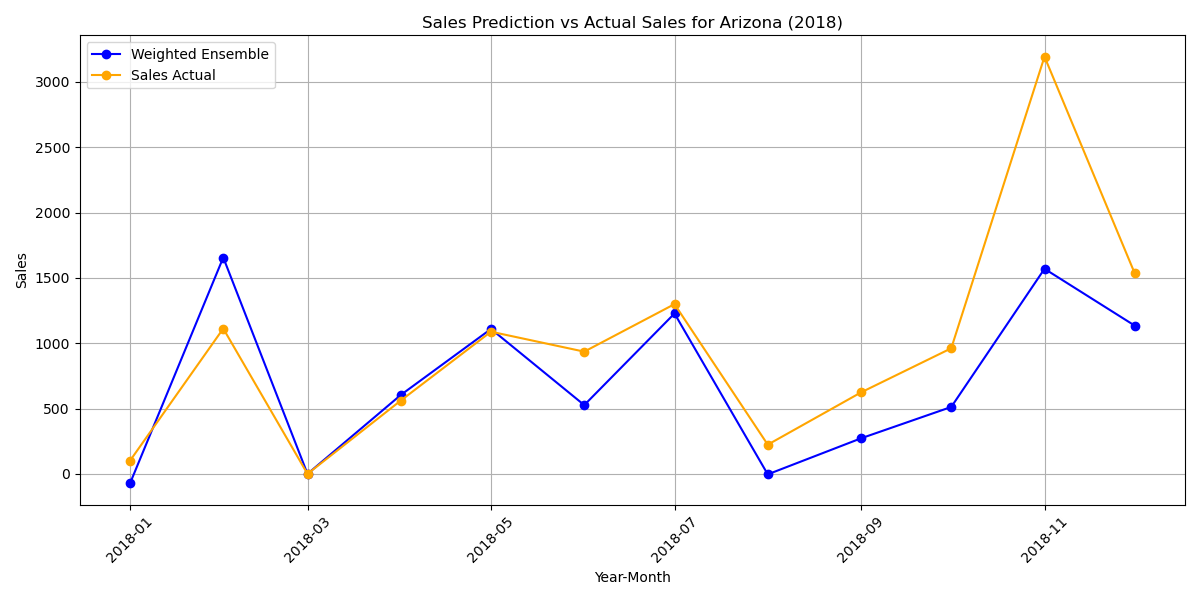 Sales Prediction vs Actual Sales for Arizona (2018)
Weighted Ensemble
Sales Actual
3000
2500
2000
1500
1000
500
0
Sales
2018-01
2018-03
2018-05
2018-07
2018-09
2018-11
Year-Month